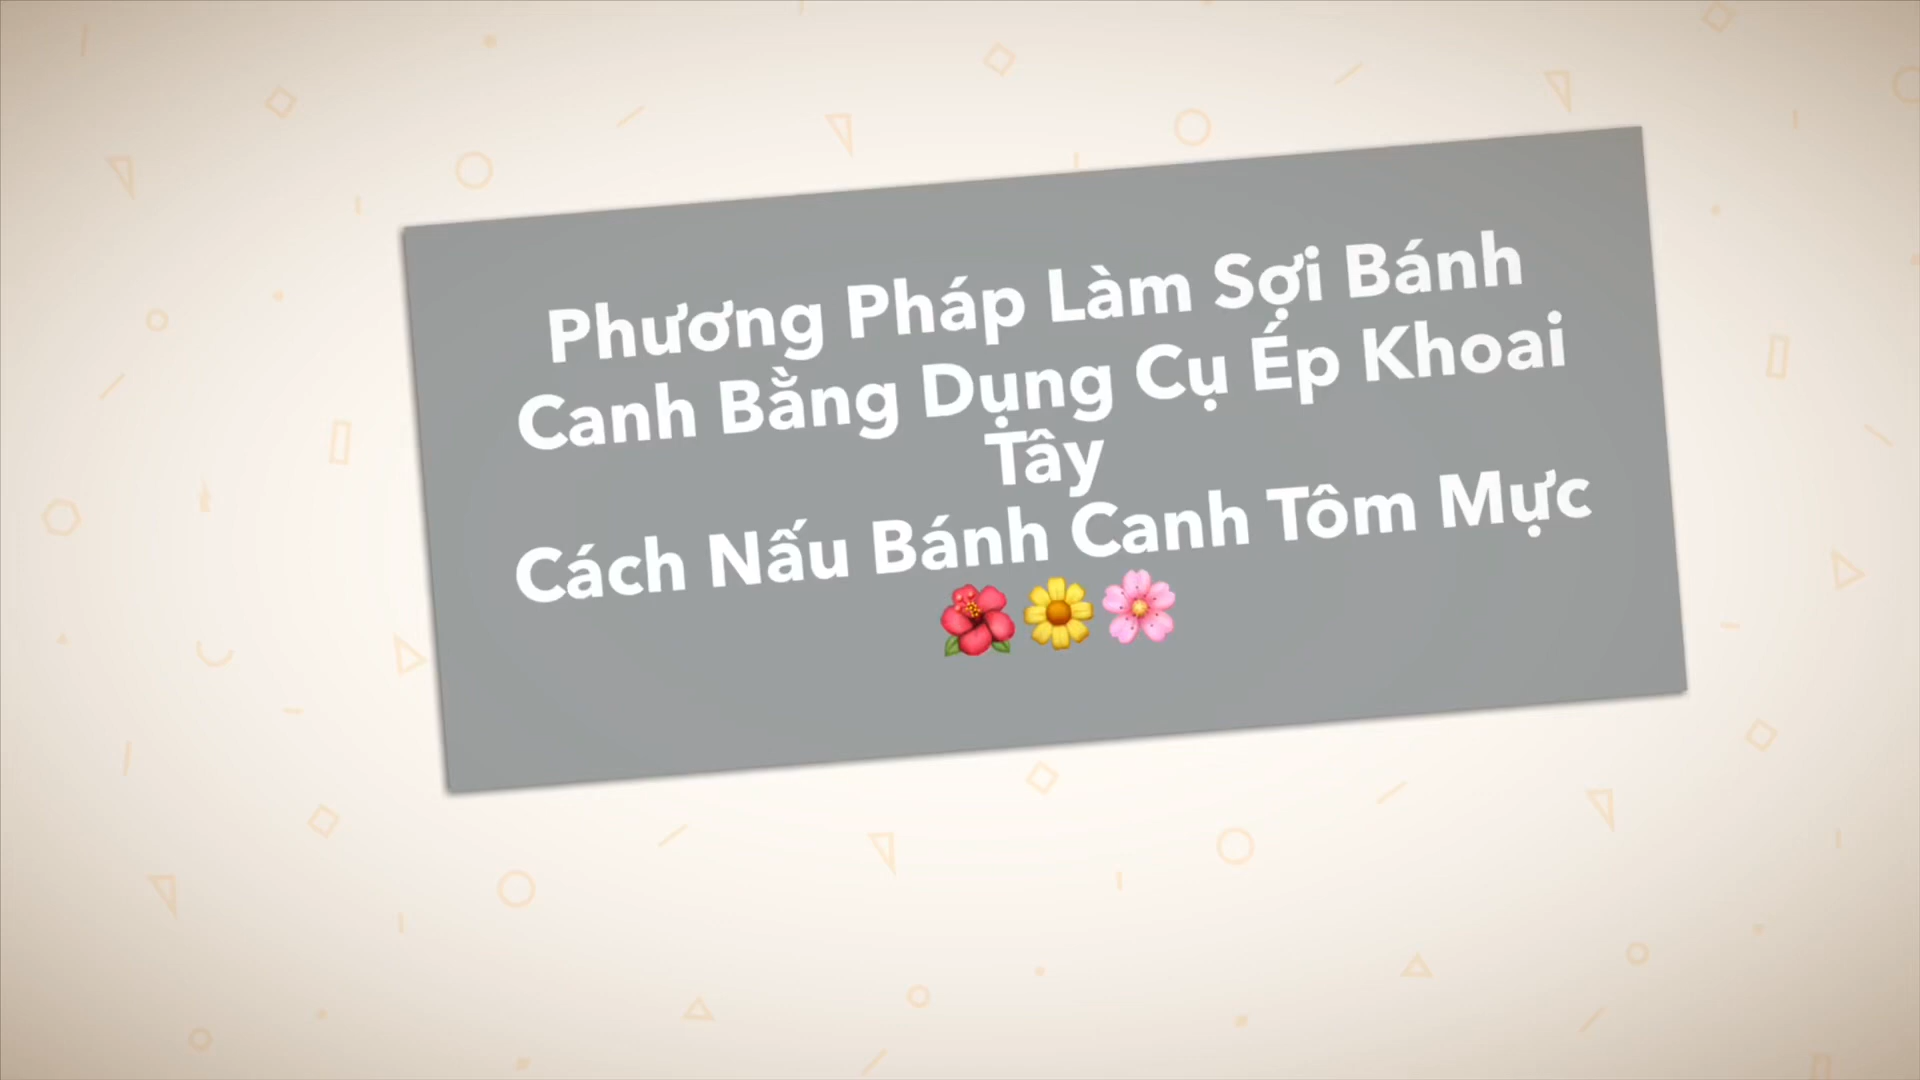 Phương Pháp Làm Sợi Bánh
Canh Bằng Dụng Cụ Ép Khoai
Tây
Cách Nấu Bánh Canh Tôm Mực
🌺🌼🌸